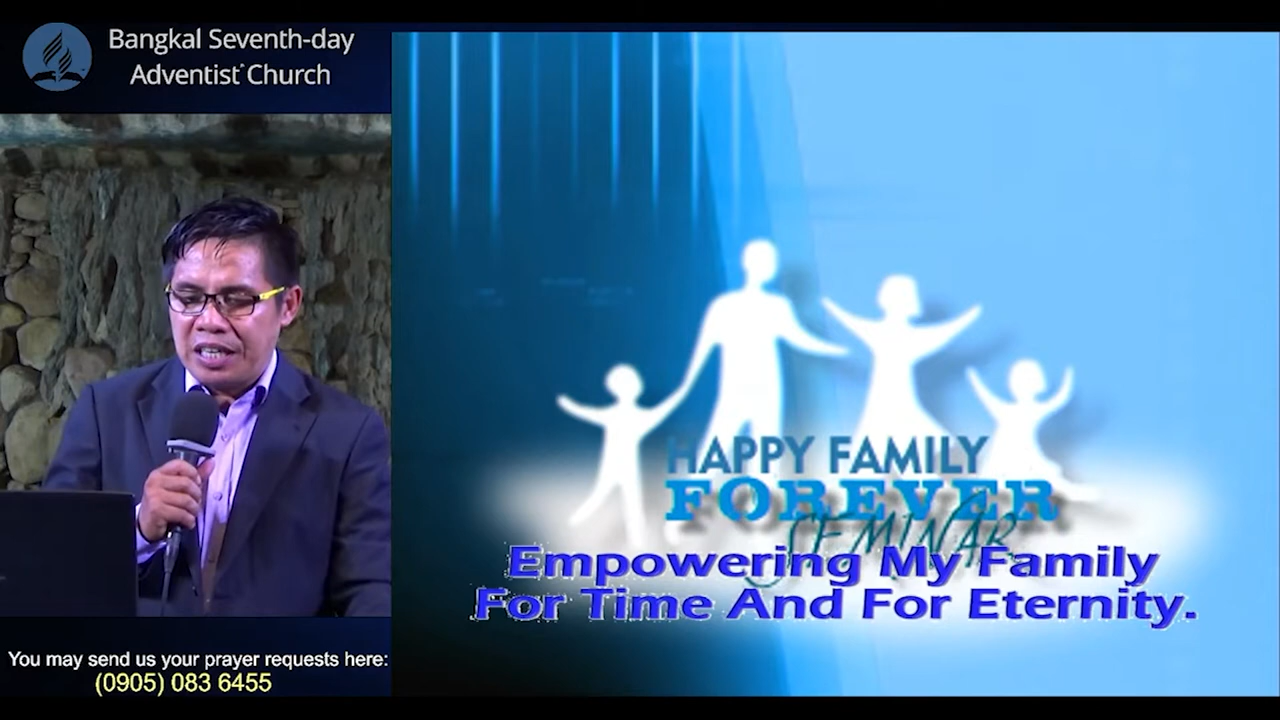 Bangkal Seventh-day
Adventist® Church
HAPPY FAMILY
FOREVER
SEMINAR
Empowering My Family
For Time And For Eternity.
You may send us your prayer requests here:
(0905) 083 6455